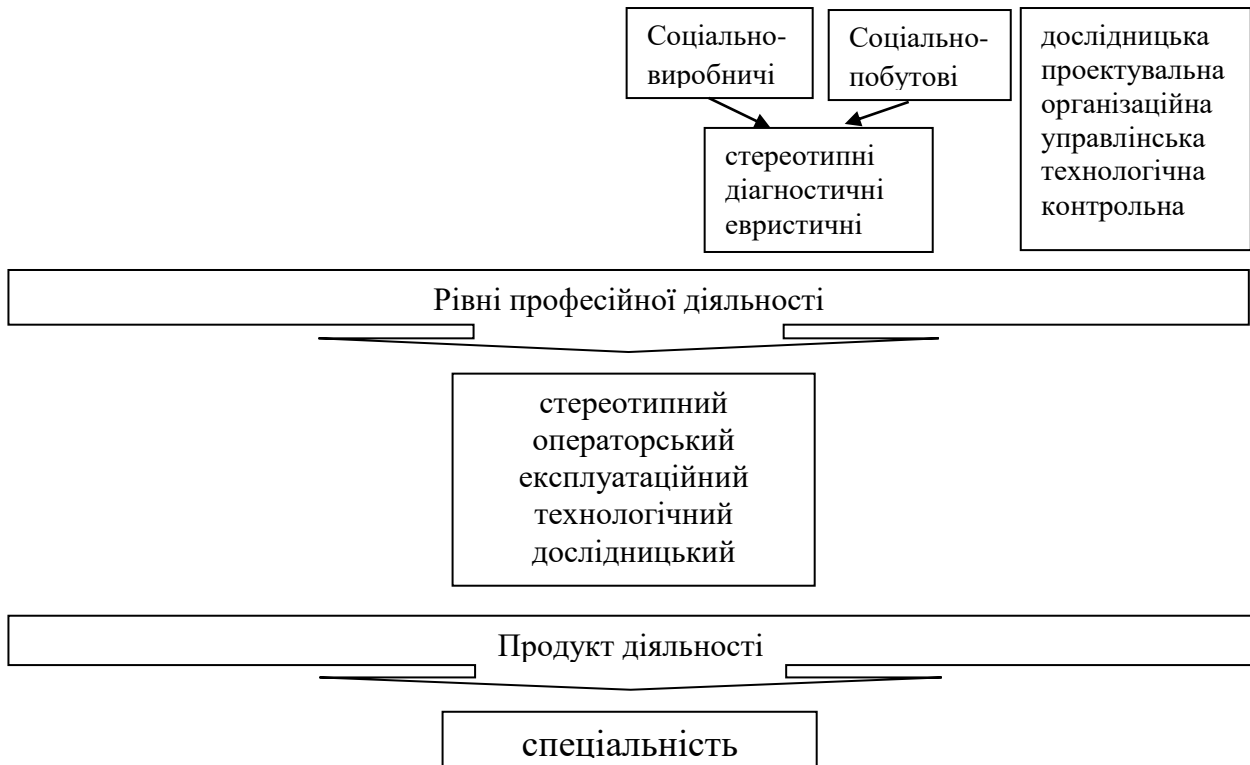 Соціально-
виробничі
Соціально-
побутові
стереотипні
діагностичні
евристичні
дослідницька
проектувальна
організаційна
управлінська
технологічна
контрольна
Рівні професійної діяльності
стереотипний
операторський
експлуатаційний
технологічний
дослідницький
Продукт діяльності
спеціальність